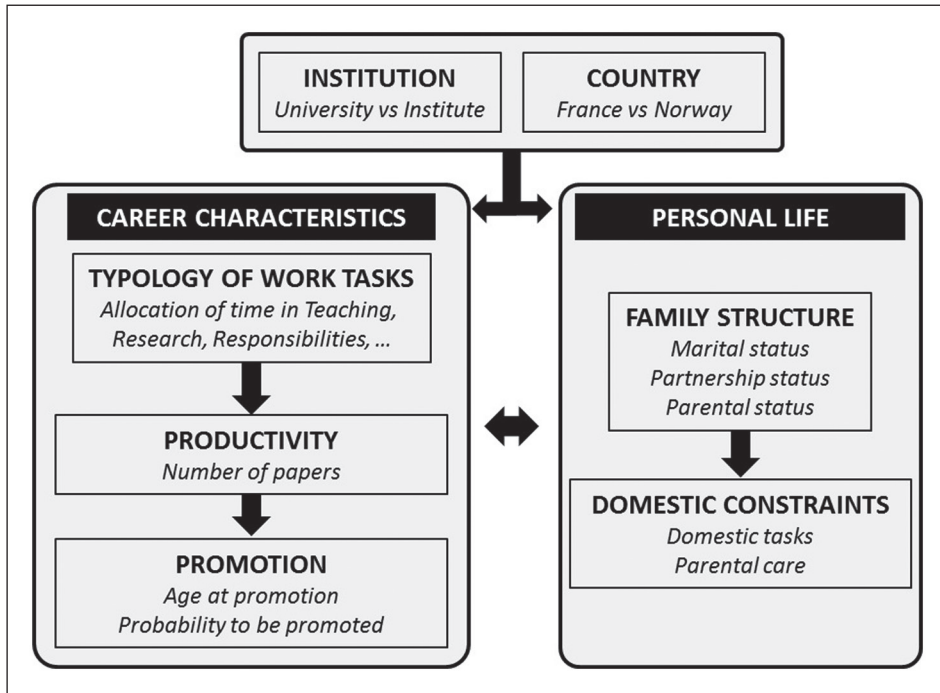 INSTITUTION
University vs Institute
COUNTRY
France vs Norway
CAREER CHARACTERISTICS
TYPOLOGY OF WORK TASKS
Allocation of time in Teaching,
Research, Responsibilities, ...
PRODUCTIVITY
Number of papers
PROMOTION
Age at promotion
Probability to be promoted
PERSONAL LIFE
FAMILY STRUCTURE
Marital status
Partnership status
Parental status
DOMESTIC CONSTRAINTS
Domestic tasks
Parental care